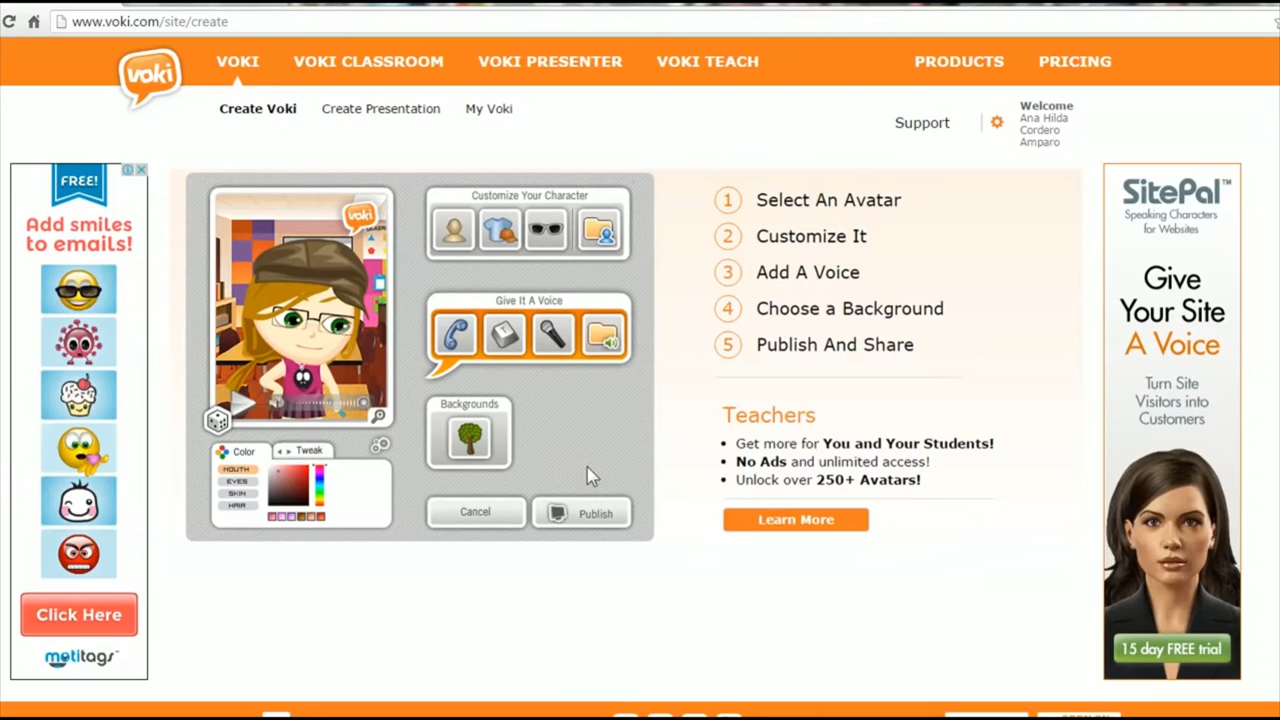 www.voki.com/site/create
voki
VOKI
VOKI CLASSROOM
VOKI PRESENTER
VOKI TEACH
PRODUCTS
PRICING
Create Voki
Create Presentation
My Voki
Support
Welcome
Ana Hilda
Cordero
Amparo
FREE!
Add smiles
to emails!
Click Here
motitags™
voki
Customize Your Character
Give It A Voice
Backgrounds
Color
Tweak
MOUTH
EYES
SKIN
HAIR
Cancel
Publish
1 Select An Avatar
2 Customize It
3 Add A Voice
4 Choose a Background
5 Publish And Share
Teachers
• Get more for You and Your Students!
• No Ads and unlimited access!
• Unlock over 250+ Avatars!
Learn More
SitePal™
Speaking Characters
for Websites
Give
Your Site
A Voice
Turn Site
Visitors into
Customers
15 day FREE trial